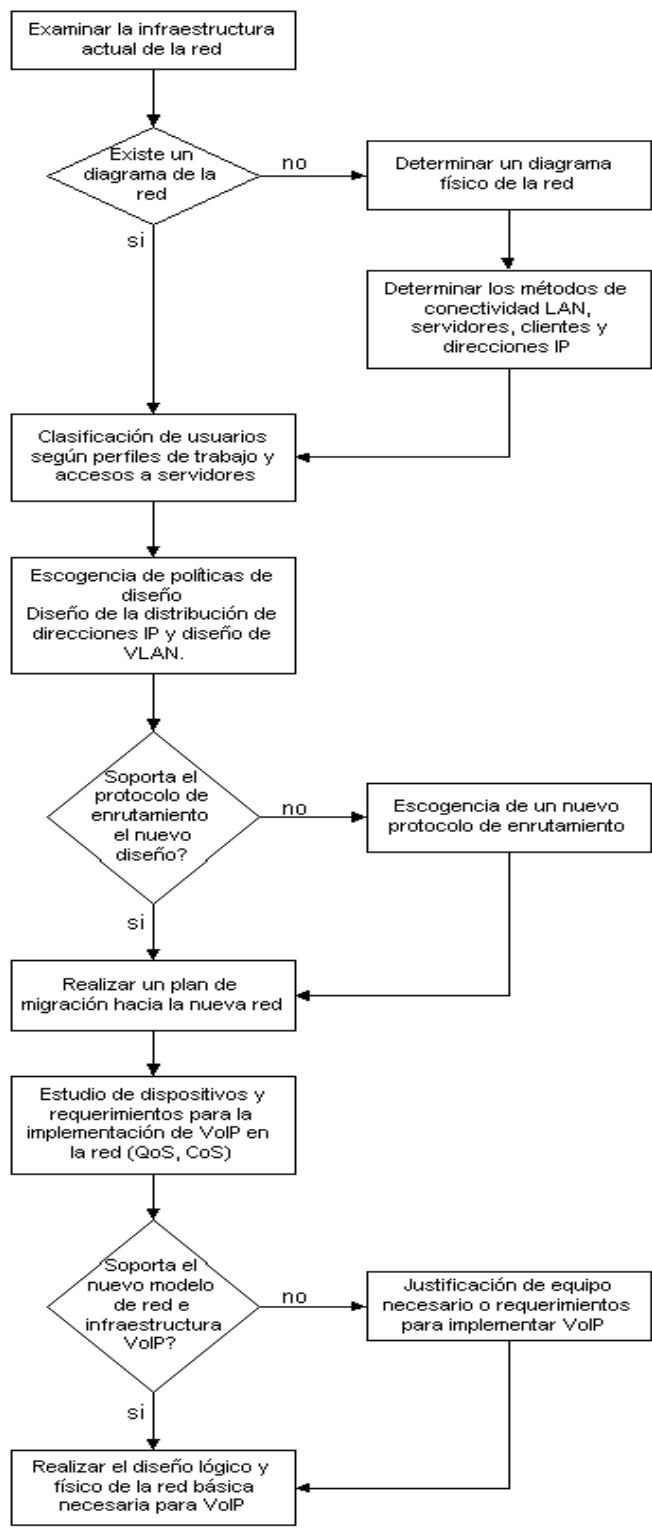 Examinar la infraestructura
actual de la red
Existe un
diagrama de la
red
no
Determinar un diagrama
físico de la red
si
Determinar los métodos de
conectividad LAN,
servidores, clientes y
direcciones IP
Clasificación de usuarios
según perfiles de trabajo y
accesos a servidores
Escogencia de políticas de
diseño
Diseño de la distribución de
direcciones IP y diseño de
VLAN.
Soporta el
protocolo de
enrutamiento
el nuevo
diseño?
no
Escogencia de un nuevo
protocolo de enrutamiento
si
Realizar un plan de
migración hacia la nueva red
Estudio de dispositivos y
requerimientos para la
implementación de VoIP en
la red (QoS, CoS)
Soporta el
nuevo modelo
de red e
infraestructura
VoIP?
no
Justificación de equipo
necesario o requerimientos
para implementar VoIP
si
Realizar el diseño lógico y
físico de la red básica
necesaria para VoIP